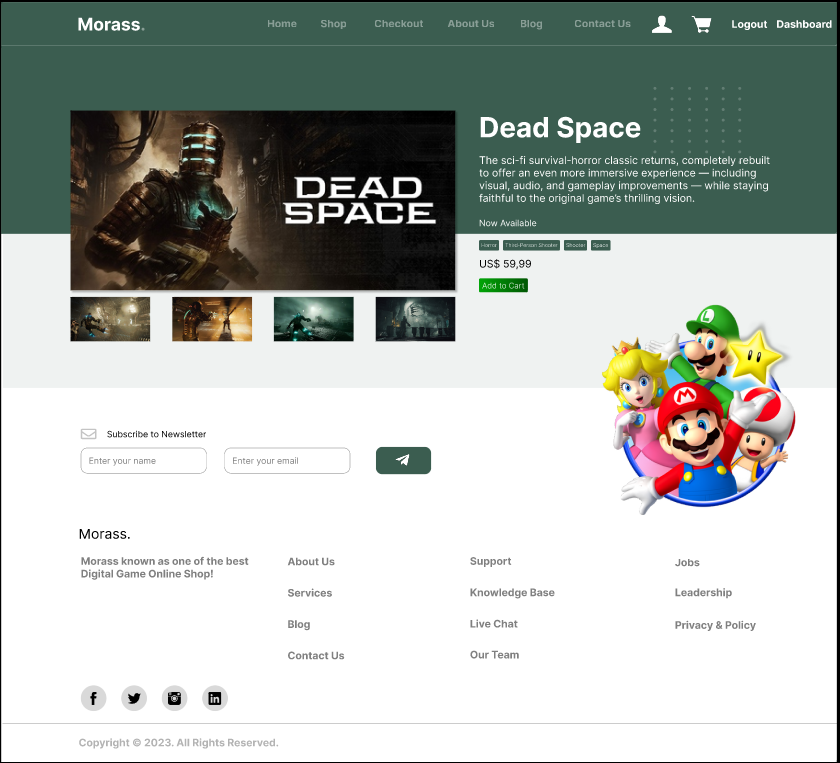 Morass.
Home Shop Checkout About Us Blog Contact Us Logout Dashboard
DEAD
SPACE
Dead Space
The sci-fi survival-horror classic returns, completely rebuilt
to offer an even more immersive experience — including
visual, audio, and gameplay improvements — while staying
faithful to the original game's thrilling vision.
Now Available
Horror Third-Person Shooter Shooter Space
US$ 59,99
Add to Cart
L
M
Subscribe to Newsletter
Enter your name
Enter your email
Morass.
Morass known as one of the best
Digital Game Online Shop!
About Us
Services
Blog
Contact Us
Support
Knowledge Base
Live Chat
Our Team
Jobs
Leadership
Privacy & Policy
Copyright © 2023. All Rights Reserved.